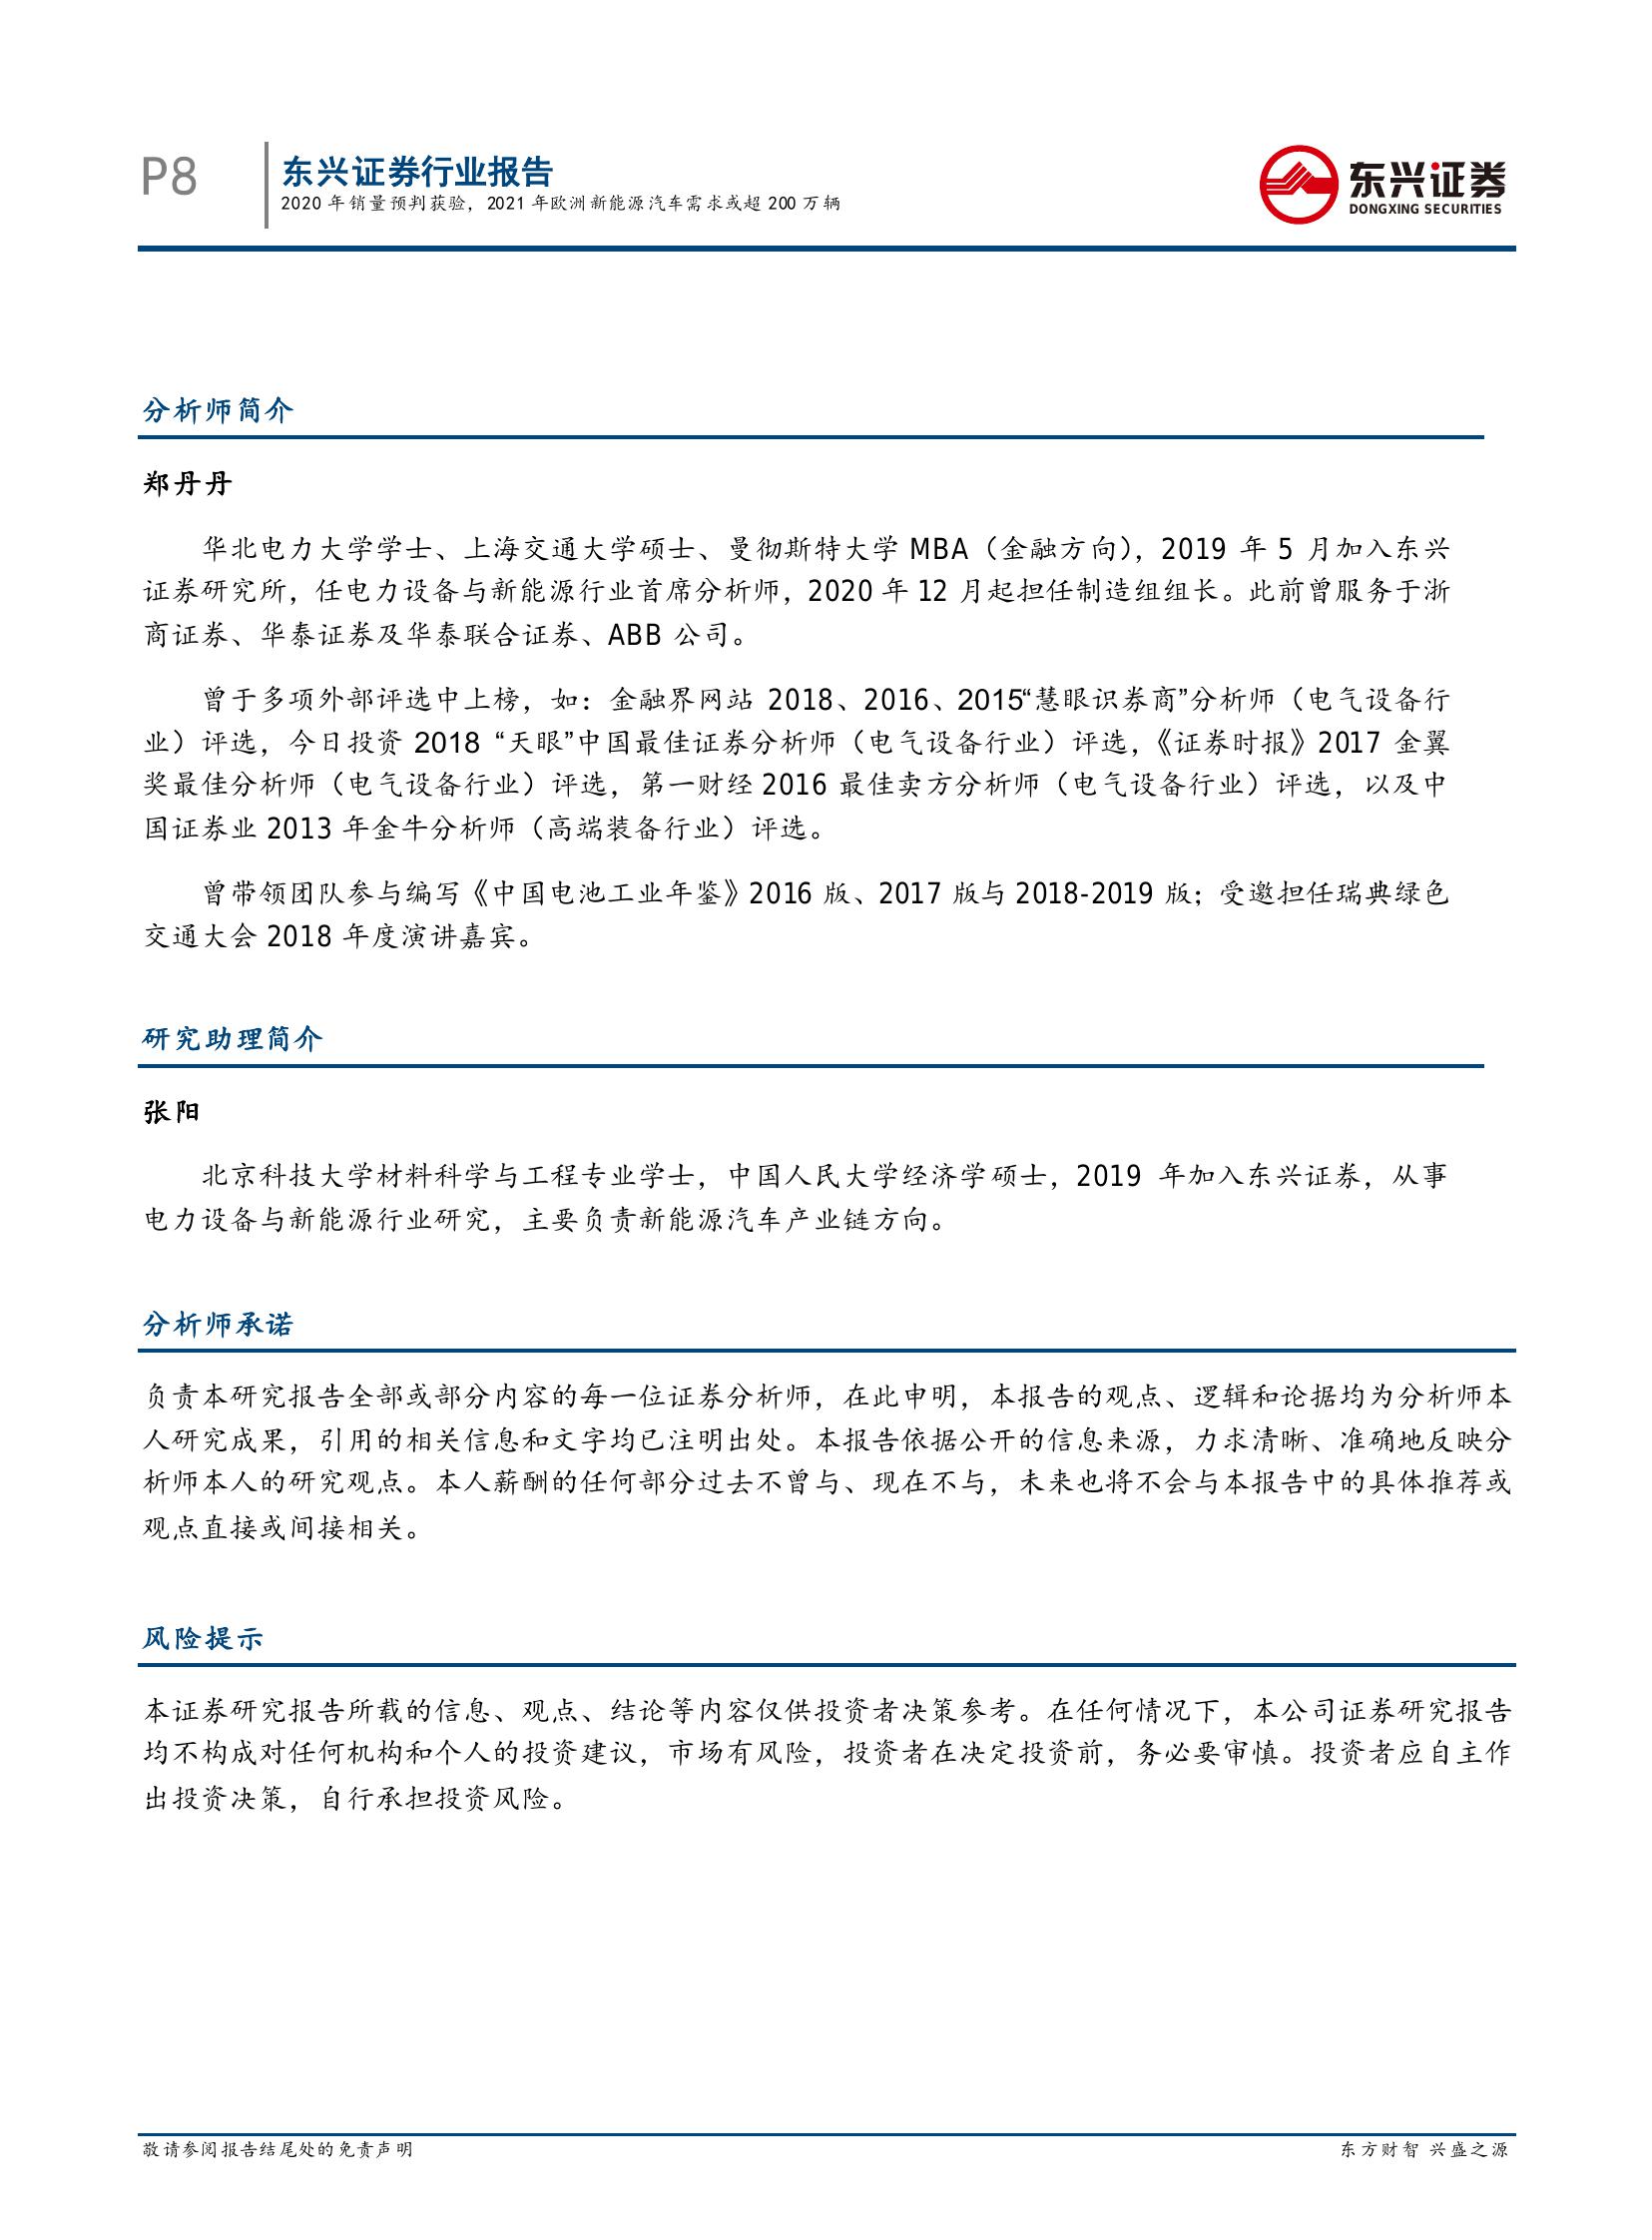 P8
东兴证券行业报告
2020 年销量预判获验，2021 年欧洲新能源汽车需求或超 200 万辆
东兴证券
DONGXING SECURITIES
分析师简介
郑丹丹
华北电力大学学士、上海交通大学硕士、曼彻斯特大学 MBA（金融方向），2019 年 5 月加入东兴
证券研究所，任电力设备与新能源行业首席分析师，2020 年 12 月起担任制造组组长。此前曾服务于浙
商证券、华泰证券及华泰联合证券、ABB 公司。
曾于多项外部评选中上榜，如：金融界网站 2018、2016、2015“慧眼识券商”分析师（电气设备行
业）评选，今日投资 2018 “天眼”中国最佳证券分析师（电气设备行业）评选，《证券时报》2017 金翼
奖最佳分析师（电气设备行业）评选，第一财经 2016 最佳卖方分析师（电气设备行业）评选，以及中
国证券业 2013 年金牛分析师（高端装备行业）评选。
曾带领团队参与编写《中国电池工业年鉴》2016 版、2017 版与 2018-2019 版；受邀担任瑞典绿色
交通大会 2018 年度演讲嘉宾。
研究助理简介
张阳
北京科技大学材料科学与工程专业学士，中国人民大学经济学硕士，2019 年加入东兴证券，从事
电力设备与新能源行业研究，主要负责新能源汽车产业链方向。
分析师承诺
负责本研究报告全部或部分内容的每一位证券分析师，在此申明，本报告的观点、逻辑和论据均为分析师本
人研究成果，引用的相关信息和文字均已注明出处。本报告依据公开的信息来源，力求清晰、准确地反映分
析师本人的研究观点。本人薪酬的任何部分过去不曾与、现在不与，未来也将不会与本报告中的具体推荐或
观点直接或间接相关。
风险提示
本证券研究报告所载的信息、观点、结论等内容仅供投资者决策参考。在任何情况下，本公司证券研究报告
均不构成对任何机构和个人的投资建议，市场有风险，投资者在决定投资前，务必要审慎。投资者应自主作
出投资决策，自行承担投资风险。
敬请参阅报告结尾处的免责声明
东方财智 兴盛之源